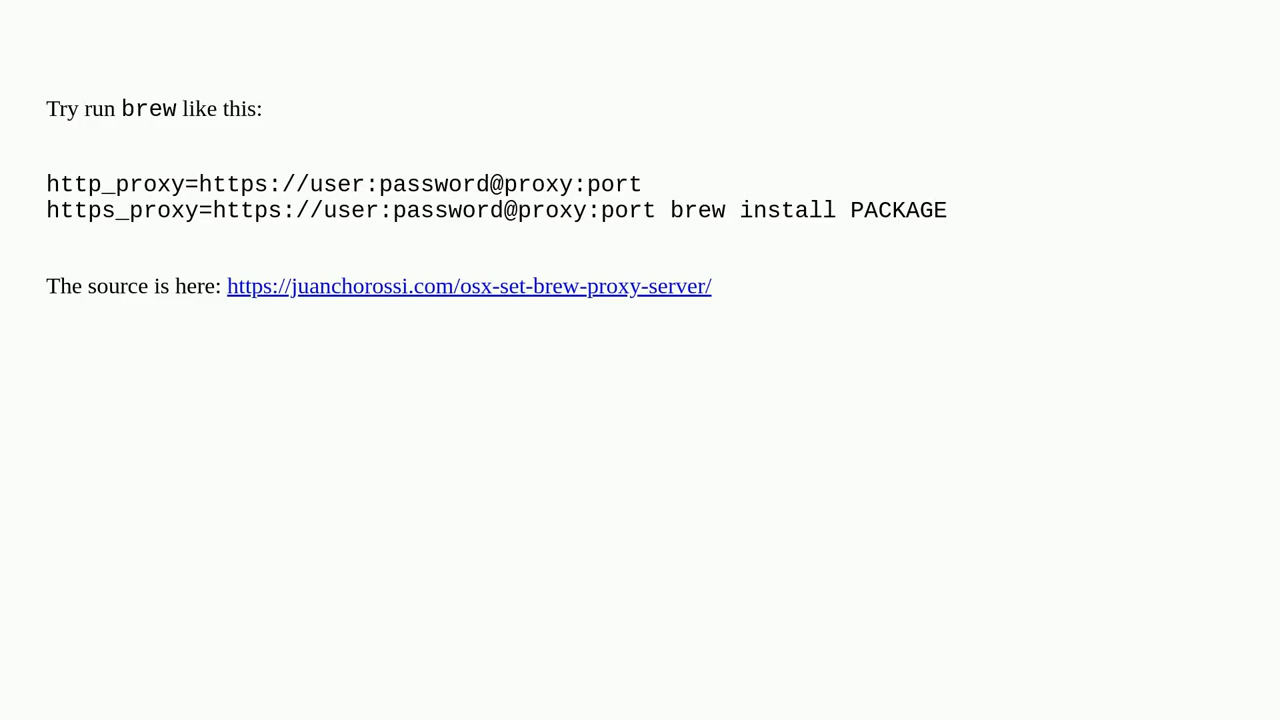 Try run brew like this:
http_proxy=https://user:password@proxy:port
https_proxy=https://user:password@proxy:port brew install PACKAGE
The source is here: https://juanchorossi.com/osx-set-brew-proxy-server/